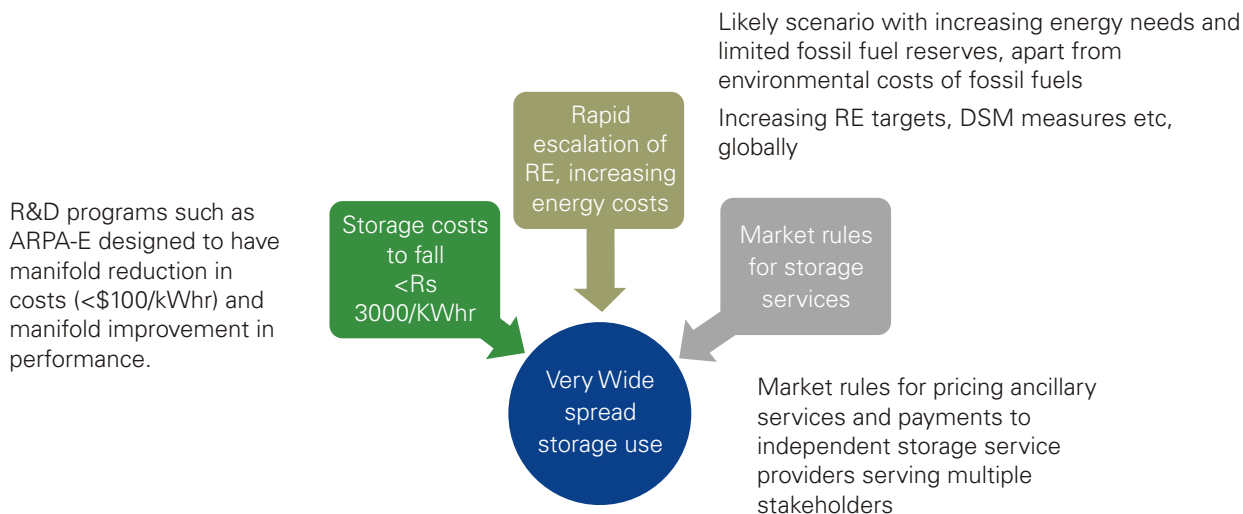 Likely scenario with increasing energy needs and
limited fossil fuel reserves, apart from
environmental costs of fossil fuels
Increasing RE targets, DSM measures etc,
globally
Rapid
escalation of
RE, increasing
energy costs
R&D programs such as
ARPA-E designed to have
manifold reduction in
costs (<$100/kWhr) and
manifold improvement in
performance.
Storage costs
to fall
<Rs
3000/KWhr
Market rules
for storage
services
Very Wide
spread
storage use
Market rules for pricing ancillary
services and payments to
independent storage service
providers serving multiple
stakeholders